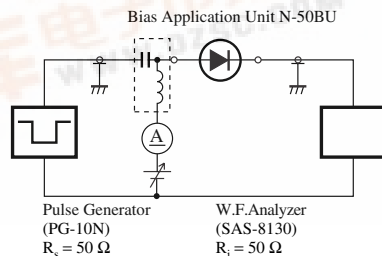 Bias Application Unit N-50BU
A
Pulse Generator
(PG-10N)
Rs = 50 Ω
W.F.Analyzer
(SAS-8130)
Ri = 50 Ω